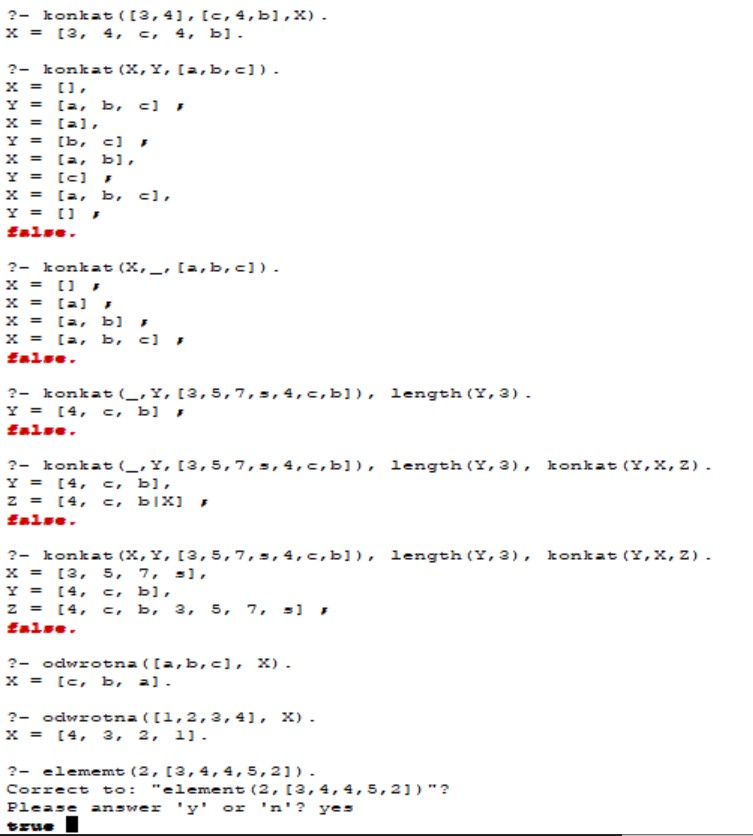 ?- konkat([3,4],[c,4,b],X).
X = [3, 4, c, 4, b].
?- konkat(X,Y,[a,b,c]).
X = [],
Y = [a, b, c] ;
X = [a],
Y = [b, c] ;
X = [a, b],
Y = [c] ;
X = [a, b, c],
Y = [] ;
false.
?- konkat(X,_,[a,b,c]).
X = [] ;
X = [a] ;
X = [a, b] ;
X = [a, b, c] ;
false.
?- konkat(_,Y,[3,5,7,s,4,c,b]), length(Y,3).
Y = [4, c, b] ;
false.
?- konkat(_,Y,[3,5,7,s,4,c,b]), length(Y,3), konkat(Y,X,Z).
Y = [4, c, b],
Z = [4, c, b|X] ;
false.
?- konkat(X,Y,[3,5,7,s,4,c,b]), length(Y,3), konkat(Y,X,Z).
X = [3, 5, 7, s],
Y = [4, c, b],
Z = [4, c, b, 3, 5, 7, s] ;
false.
?- odwrotna([a,b,c], X).
X = [c, b, a].
?- odwrotna([1,2,3,4], X).
X = [4, 3, 2, 1].
?- elememt(2,[3,4,4,5,2]).
Correct to: "element(2,[3,4,4,5,2])"?
Please answer 'y' or 'n'? yes
true